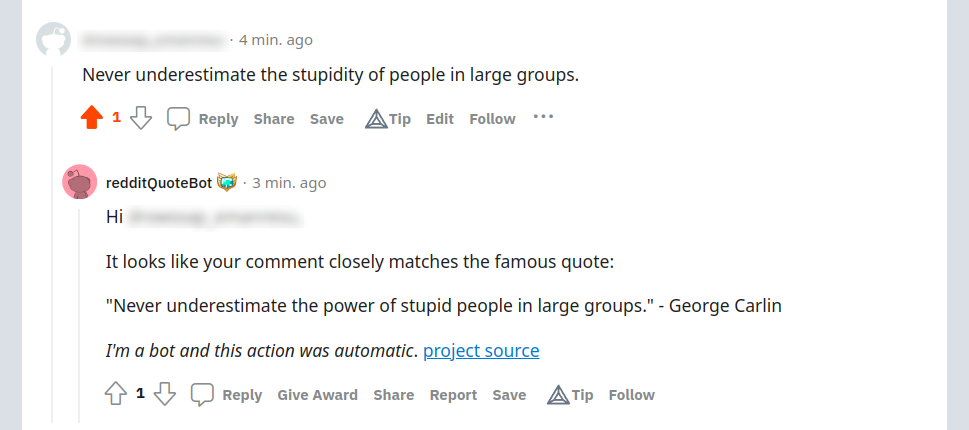 · 4 min. ago
Never underestimate the stupidity of people in large groups.
1 Reply Share Save Tip Edit Follow ···
redditQuoteBot · 3 min. ago
Hi
It looks like your comment closely matches the famous quote:
"Never underestimate the power of stupid people in large groups." - George Carlin
I'm a bot and this action was automatic. project source
1 Reply Give Award Share Report Save Tip Follow